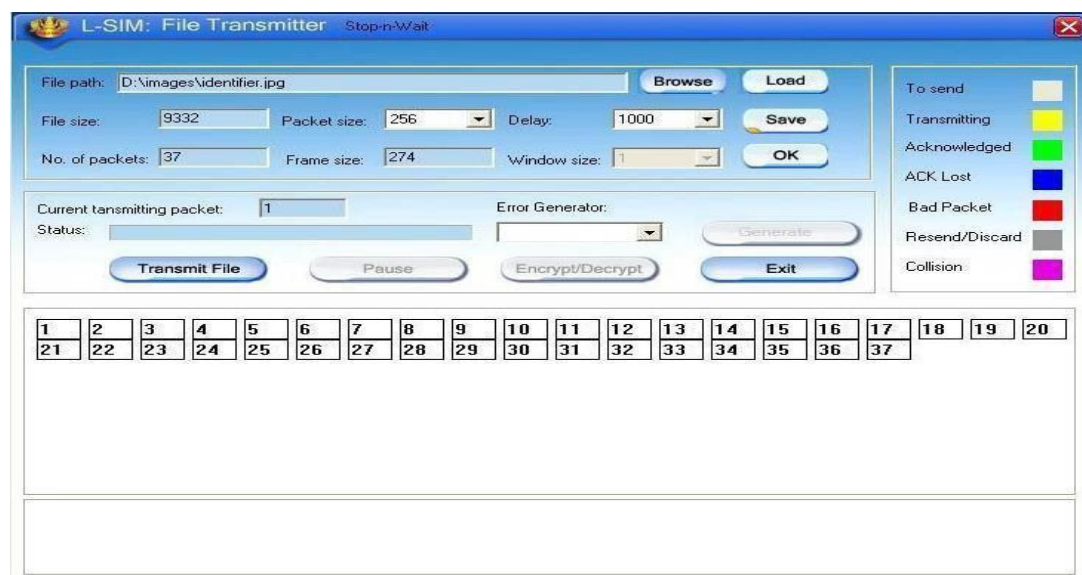 L-SIM: File Transmitter Stop-n-Wait
File path: D:\images\identifier.jpg Browse Load
File size: 9332 Packet size: 256 Delay: 1000 Save
No. of packets: 37 Frame size: 274 Window size: 1 OK
Current tansmitting packet: 1 Error Generator:
Status: Generate
Transmit File Pause Encrypt/Decrypt Exit
To send
Transmitting
Acknowledged
ACK Lost
Bad Packet
Resend/Discard
Collision
1 2 3 4 5 6 7 8 9 10 11 12 13 14 15 16 17 18 19 20
21 22 23 24 25 26 27 28 29 30 31 32 33 34 35 36 37